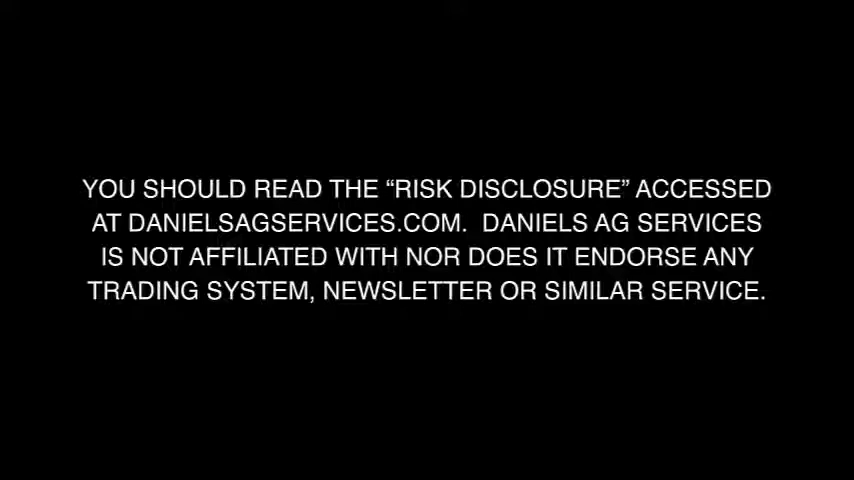 YOU SHOULD READ THE “RISK DISCLOSURE” ACCESSED
AT DANIELSAGSERVICES.COM.  DANIELS AG SERVICES
IS NOT AFFILIATED WITH NOR DOES IT ENDORSE ANY
TRADING SYSTEM, NEWSLETTER OR SIMILAR SERVICE.